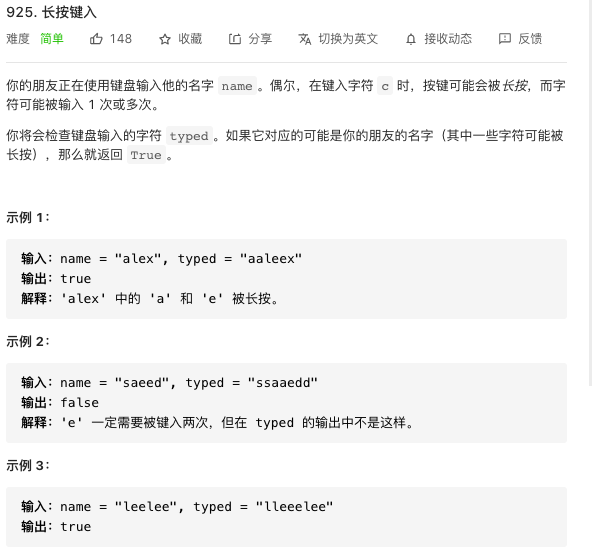 925. 长按键入
难度 简单 148 收藏 分享 切换为英文 接收动态 反馈
你的朋友正在使用键盘输入他的名字 name。偶尔，在键入字符 c 时，按键可能会被长按，而字
符可能被输入 1 次或多次。
你将会检查键盘输入的字符 typed。如果它对应的可能是你的朋友的名字（其中一些字符可能被
长按），那么就返回 True。
示例 1：
输入：name = "alex", typed = "aaleex"
输出：true
解释：'alex' 中的 'a' 和 'e' 被长按。
示例 2：
输入：name = "saeed", typed = "ssaaedd"
输出：false
解释：'e' 一定需要被键入两次，但在 typed 的输出中不是这样。
示例 3：
输入：name = "leelee", typed = "lleeelee"
输出：true